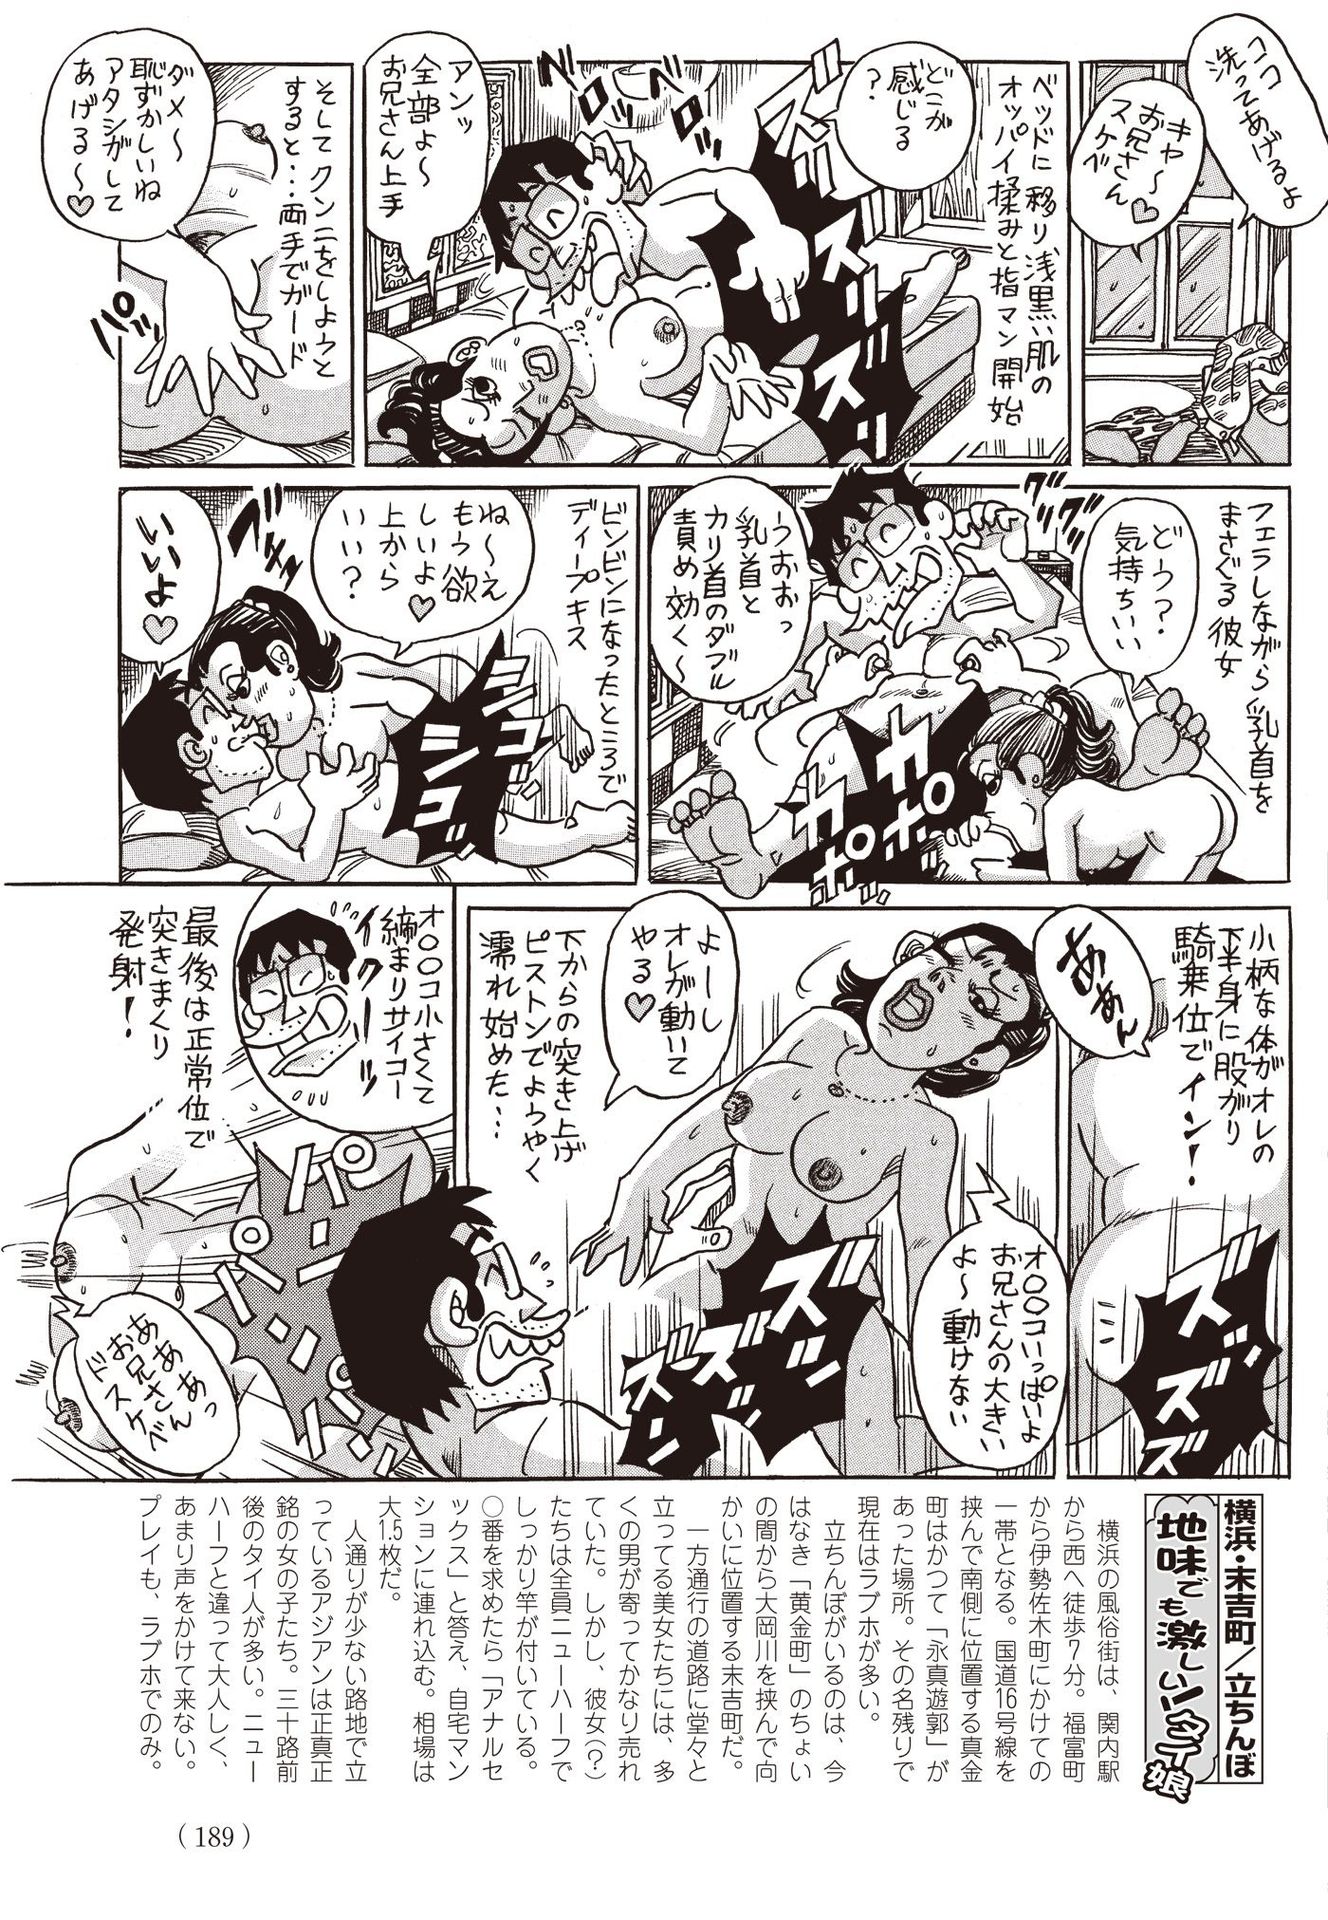 ココ
洗ってあげるよ
キャ〜
お兄さん
スケベ♡
ベッドに移り浅黒い肌の
オッパイ揉みと指マン開始
どこが
感じる
?
アンッ
全部よ〜
お兄さん上手
ベロ
ベロ
ズズズズ
そしてクンニをしようと
すると…両手でガード
ダメ〜
恥ずかしいね
アタシがして
あげる〜♡
パッ
フェラしながら乳首を
まさぐる彼女
どう?
気持ちいい
うおおっ
乳首と
カリ首のダブル
責め効く〜
カポカポ
ビンビンになったところで
ディープキス
ね〜え
もう欲
しいよ♡
上から
いい?
いいよ♡
シコシコ
小柄な体がオレの
下半身に股がり
騎乗位でイン!
ああん
ズズズ
オ〇〇コいっぱいよ
お兄さんの大きい
よ〜動けない
よーし
オレが動いて
やる♡
下からの突き上げ
ピストンでようやく
濡れ始めた…
ズズズン
ズズン
オ〇〇コ小さくて
締まりサイコー
イクーッ
最後は正常位で
突きまくり
発射!
パンパンパン
あああっ
お兄さん
ドスケベ
横浜・末吉町/立ちんぼ
地味でも激しいタイ娘
横浜の風俗街は、関内駅
から西へ徒歩7分。福富町
から伊勢佐木町にかけての
一帯となる。国道16号線を
挟んで南側に位置する真金
町はかつて「永真遊郭」が
あった場所。その名残りで
現在はラブホが多い。
立ちんぼがいるのは、今
はなき「黄金町」のちょい
の間から大岡川を挟んで向
かいに位置する末吉町だ。
一方通行の道路に堂々と
立ってる美女たちには、多
くの男が寄ってかなり売れ
ていた。しかし、彼女(?)
たちは全員ニューハーフで
しっかり竿が付いている。
〇番を求めたら「アナルセ
ックス」と答え、自宅マン
ションに連れ込む。相場は
大1.5枚だ。
人通りが少ない路地で立
っているアジアンは正真正
銘の女の子たち。三十路前
後のタイ人が多い。ニュー
ハーフと違って大人しく、
あまり声をかけて来ない。
プレイも、ラブホでのみ。
(189)